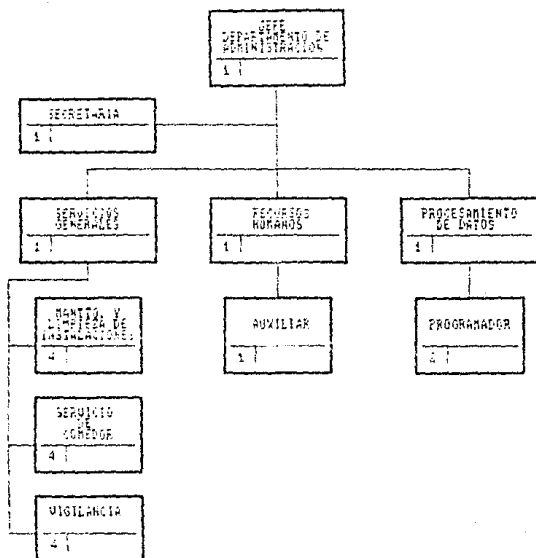 JEFE
DEPARTAMENTO DE
ADMINISTRACION
1
SECRETARIA
1
SERVICIOS
GENERALES
1
RECURSOS
HUMANOS
1
PROCESAMIENTO
DE DATOS
1
MANTTO. Y
LIMPIEZA DE
INSTALACIONES
4
AUXILIAR
1
PROGRAMADOR
SERVICIO
DE
COMEDOR
4
VIGILANCIA
4